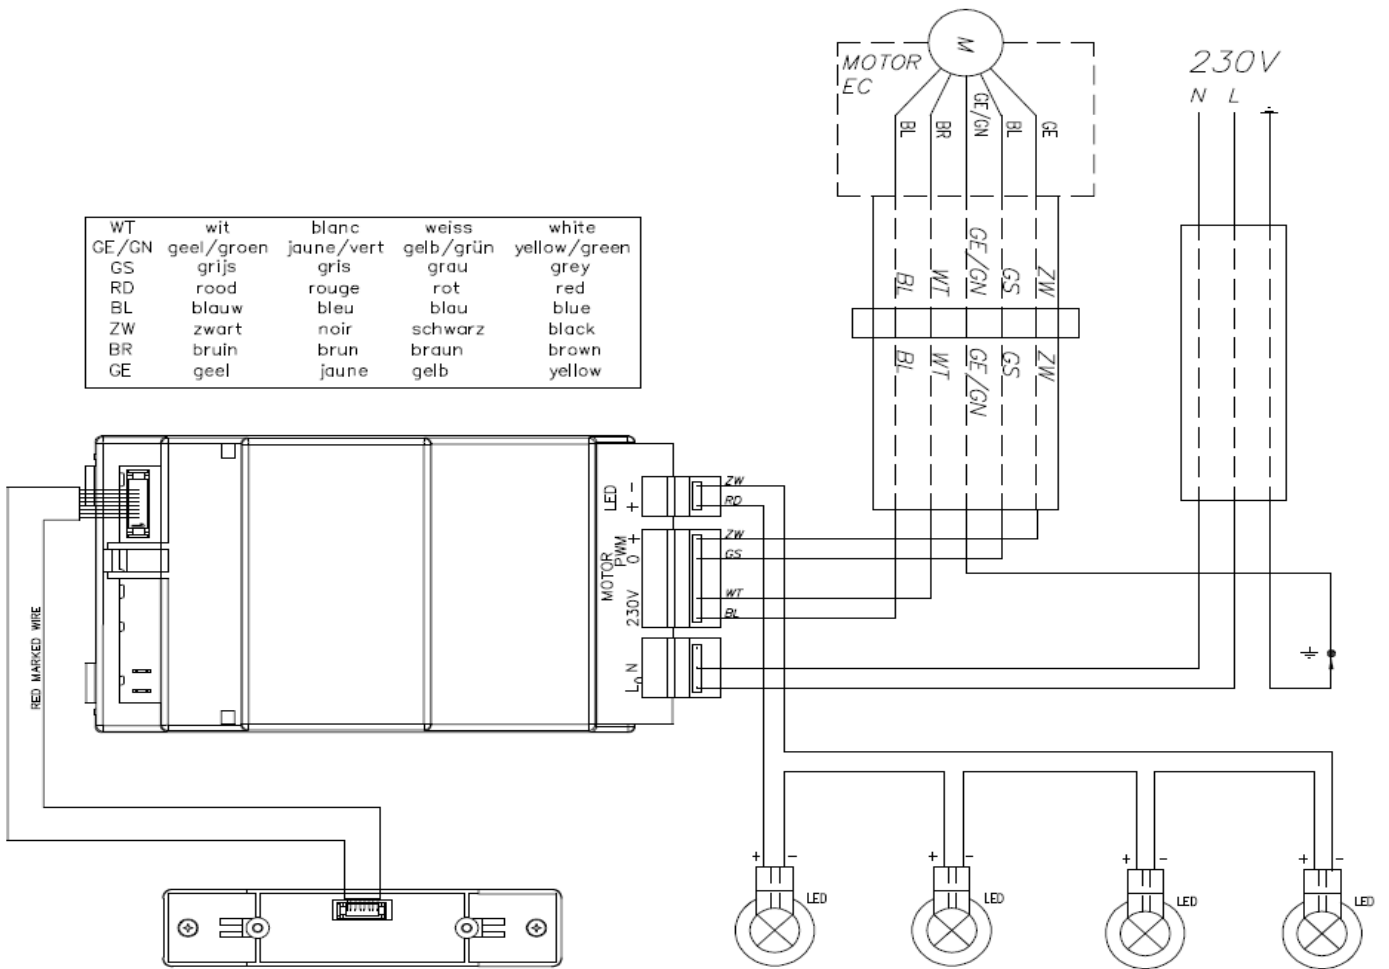 MOTOR
EC
M
230V
N L
BL BR GE/GN BL GE
WT wit blanc weiss white
GE/GN geel/groen jaune/vert gelb/grün yellow/green
GS grijs gris grau grey
RD rood rouge rot red
BL blauw bleu blau blue
ZW zwart noir schwarz black
BR bruin brun braun brown
GE geel jaune gelb yellow
BL WT GE/GN GS ZW
BL WT GE/GN GS ZW
LED
+ -
ZW
RD
MOTOR
PWM
0 +
230V
ZW
GS
WT
BL
L N
RED MARKED WIRE
+ - LED
+ - LED
+ - LED
+ - LED